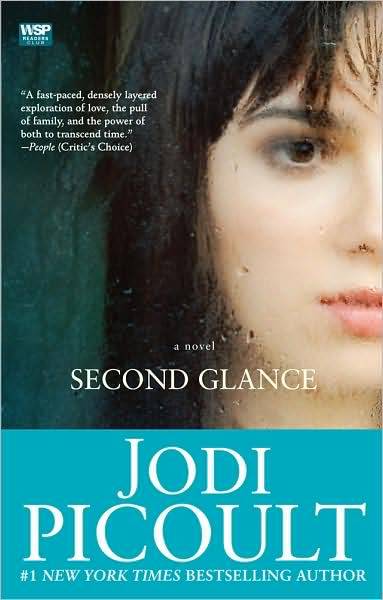 WSP
READERS
CLUB
“A fast-paced, densely layered
exploration of love, the pull
of family, and the power of
both to transcend time.”
—People (Critic’s Choice)
a novel
SECOND GLANCE
JODI
PICOULT
#1 NEW YORK TIMES BESTSELLING AUTHOR